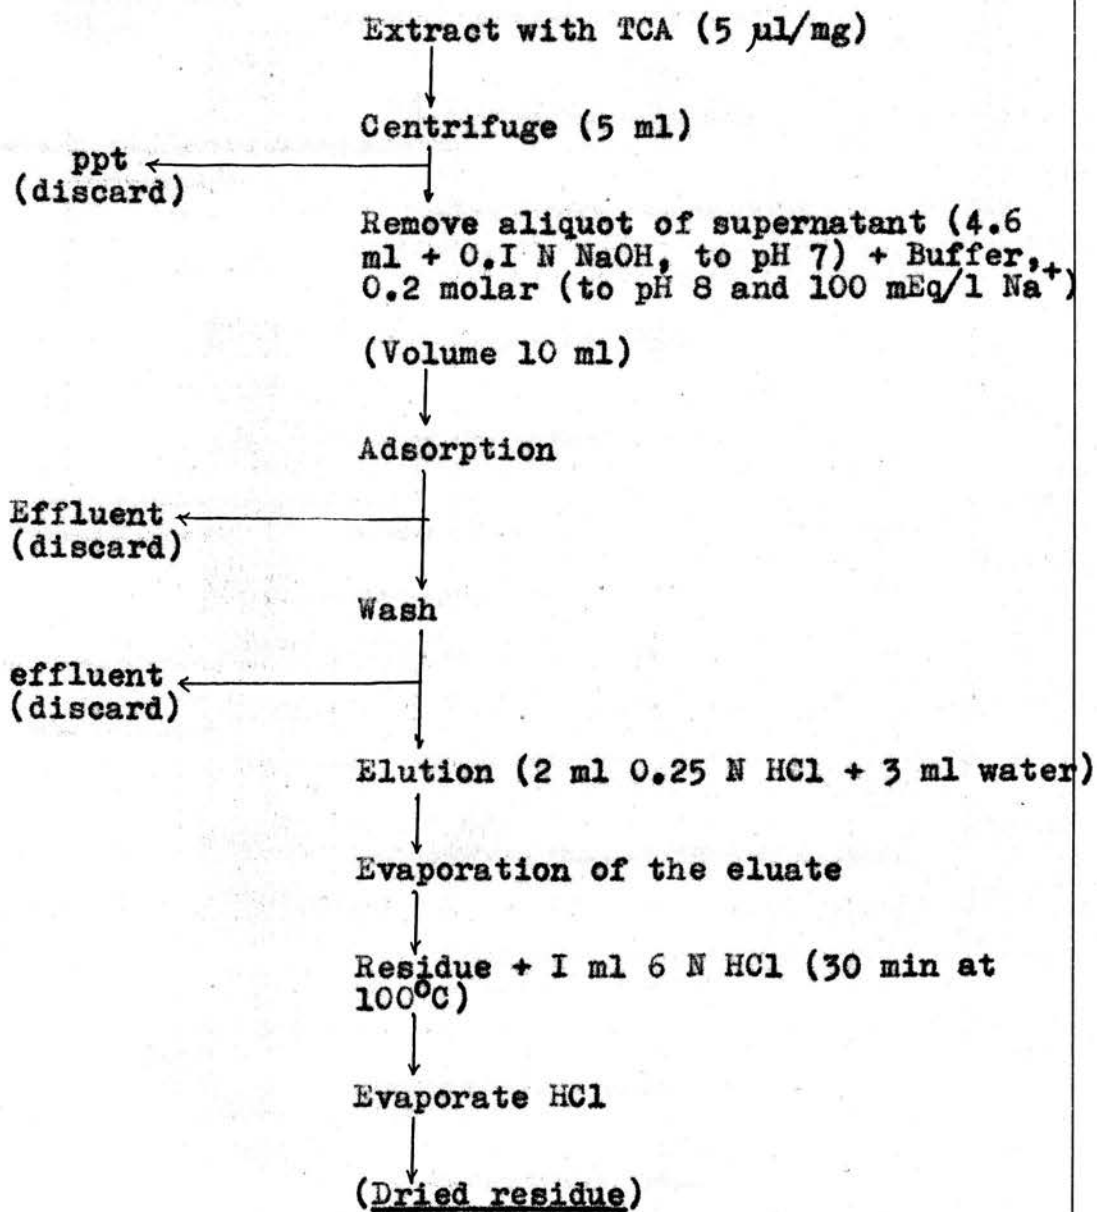 Extract with TCA (5 µl/mg)
Centrifuge (5 ml)
ppt
(discard)
Remove aliquot of supernatant (4.6
ml + 0.I N NaOH, to pH 7) + Buffer,
0.2 molar (to pH 8 and 100 mEq/l Na⁺)
(Volume 10 ml)
Adsorption
Effluent
(discard)
Wash
effluent
(discard)
Elution (2 ml 0.25 N HCl + 3 ml water)
Evaporation of the eluate
Residue + I ml 6 N HCl (30 min at
100°C)
Evaporate HCl
(Dried residue)